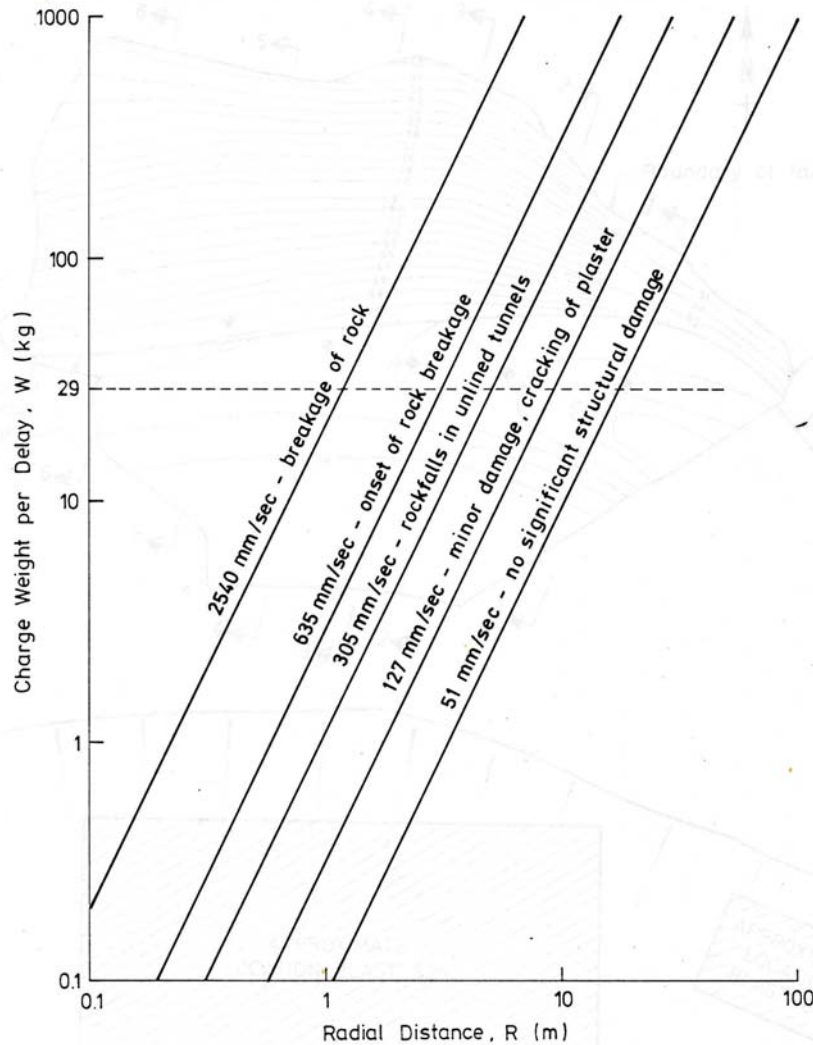 1000
100
29
10
1
0.1
Charge Weight per Delay, W (kg)
2540 mm/sec - breakage of rock
635 mm/sec - onset of rock breakage
305 mm/sec - rockfalls in unlined tunnels
127 mm/sec - minor damage, cracking of plaster
51 mm/sec - no significant structural damage
0.1
1
10
100
Radial Distance, R (m)